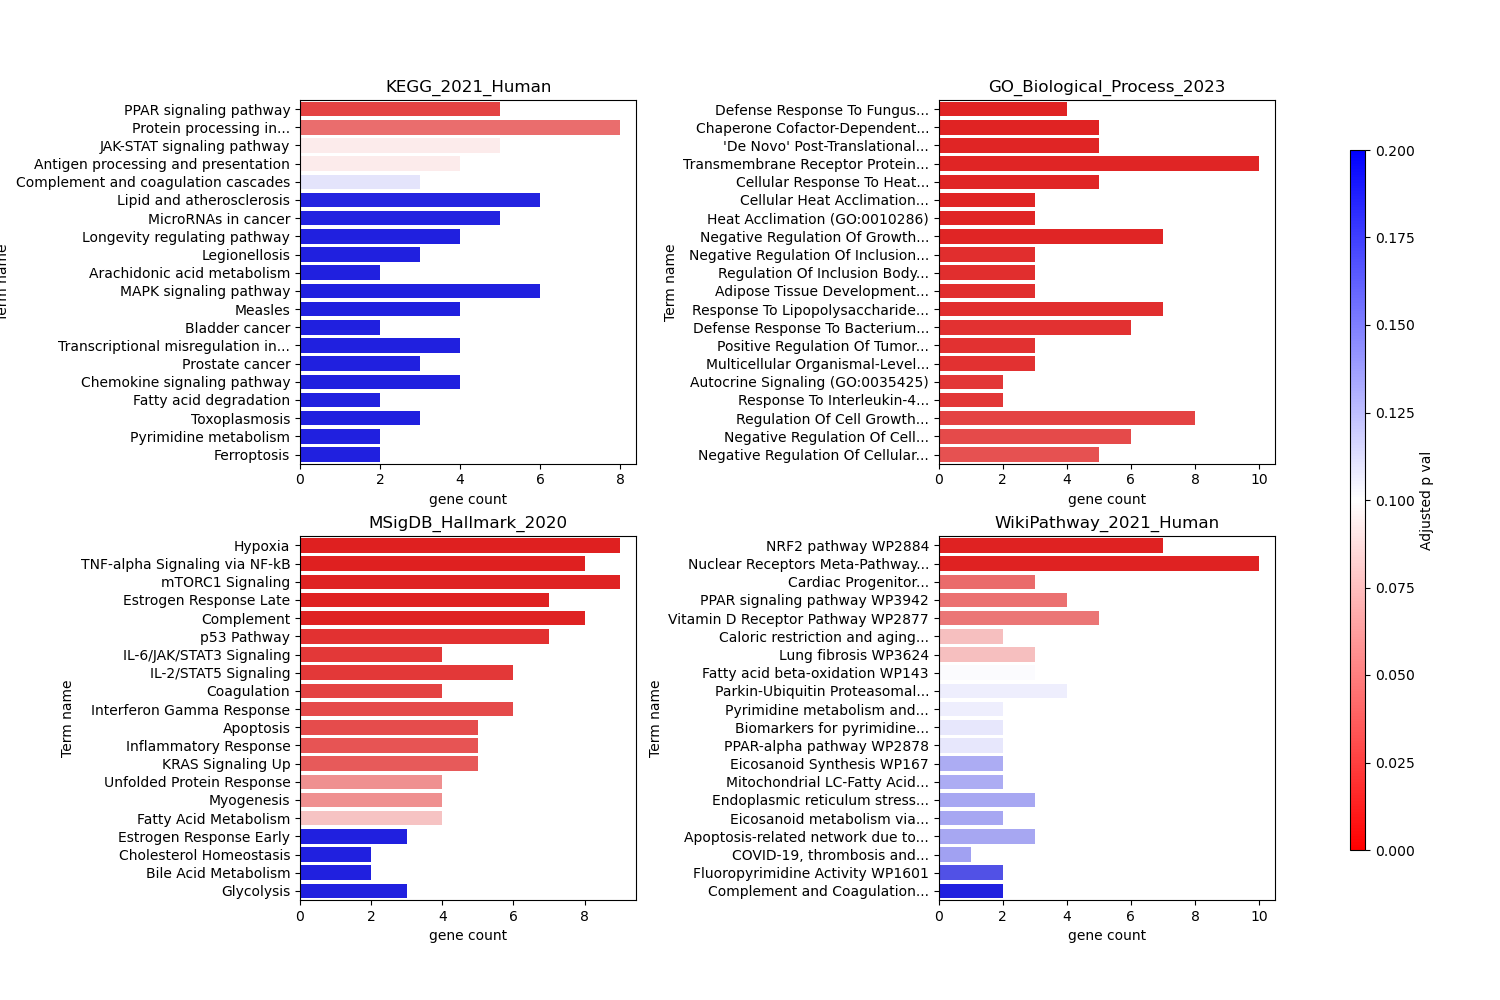 KEGG_2021_Human
PPAR signaling pathway
Protein processing in...
JAK-STAT signaling pathway
Antigen processing and presentation
Complement and coagulation cascades
Lipid and atherosclerosis
MicroRNAs in cancer
Longevity regulating pathway
Legionellosis
Arachidonic acid metabolism
MAPK signaling pathway
Measles
Bladder cancer
Transcriptional misregulation in...
Prostate cancer
Chemokine signaling pathway
Fatty acid degradation
Toxoplasmosis
Pyrimidine metabolism
Ferroptosis
Term name
0 2 4 6 8
gene count
GO_Biological_Process_2023
Defense Response To Fungus...
Chaperone Cofactor-Dependent...
'De Novo' Post-Translational...
Transmembrane Receptor Protein...
Cellular Response To Heat...
Cellular Heat Acclimation...
Heat Acclimation (GO:0010286)
Negative Regulation Of Growth...
Negative Regulation Of Inclusion...
Regulation Of Inclusion Body...
Adipose Tissue Development...
Response To Lipopolysaccharide...
Defense Response To Bacterium...
Positive Regulation Of Tumor...
Multicellular Organismal-Level...
Autocrine Signaling (GO:0035425)
Response To Interleukin-4...
Regulation Of Cell Growth...
Negative Regulation Of Cell...
Negative Regulation Of Cellular...
Term name
0 2 4 6 8 10
gene count
MSigDB_Hallmark_2020
Hypoxia
TNF-alpha Signaling via NF-kB
mTORC1 Signaling
Estrogen Response Late
Complement
p53 Pathway
IL-6/JAK/STAT3 Signaling
IL-2/STAT5 Signaling
Coagulation
Interferon Gamma Response
Apoptosis
Inflammatory Response
KRAS Signaling Up
Unfolded Protein Response
Myogenesis
Fatty Acid Metabolism
Estrogen Response Early
Cholesterol Homeostasis
Bile Acid Metabolism
Glycolysis
Term name
0 2 4 6 8
gene count
WikiPathway_2021_Human
NRF2 pathway WP2884
Nuclear Receptors Meta-Pathway...
Cardiac Progenitor...
PPAR signaling pathway WP3942
Vitamin D Receptor Pathway WP2877
Caloric restriction and aging...
Lung fibrosis WP3624
Fatty acid beta-oxidation WP143
Parkin-Ubiquitin Proteasomal...
Pyrimidine metabolism and...
Biomarkers for pyrimidine...
PPAR-alpha pathway WP2878
Eicosanoid Synthesis WP167
Mitochondrial LC-Fatty Acid...
Endoplasmic reticulum stress...
Eicosanoid metabolism via...
Apoptosis-related network due to...
COVID-19, thrombosis and...
Fluoropyrimidine Activity WP1601
Complement and Coagulation...
Term name
0 2 4 6 8 10
gene count
0.200
0.175
0.150
0.125
0.100
0.075
0.050
0.025
0.000
Adjusted p val